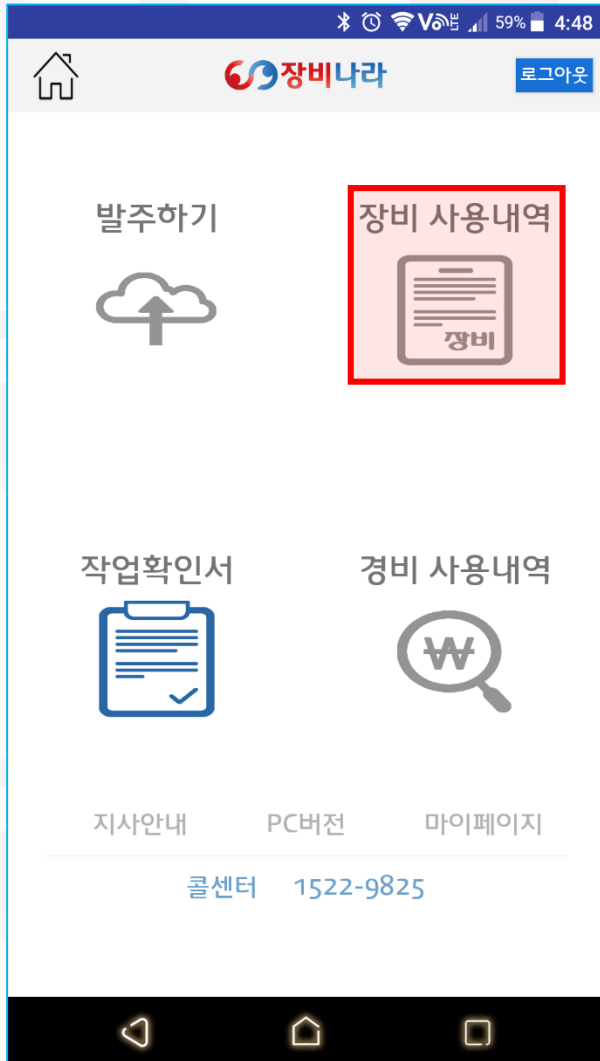 59% 4:48
장비나라
로그아웃
발주하기
장비 사용내역
장비
작업확인서
경비 사용내역
₩
지사안내 PC버전 마이페이지
콜센터 1522-9825